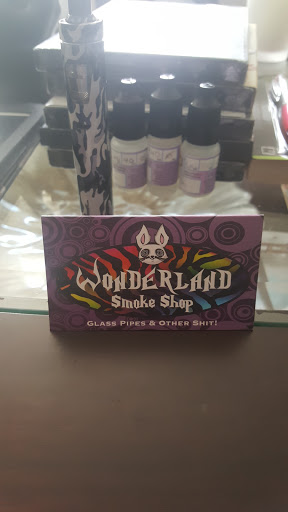 WONDERLAND
Smoke Shop
GLASS PIPES & OTHER SHIT!